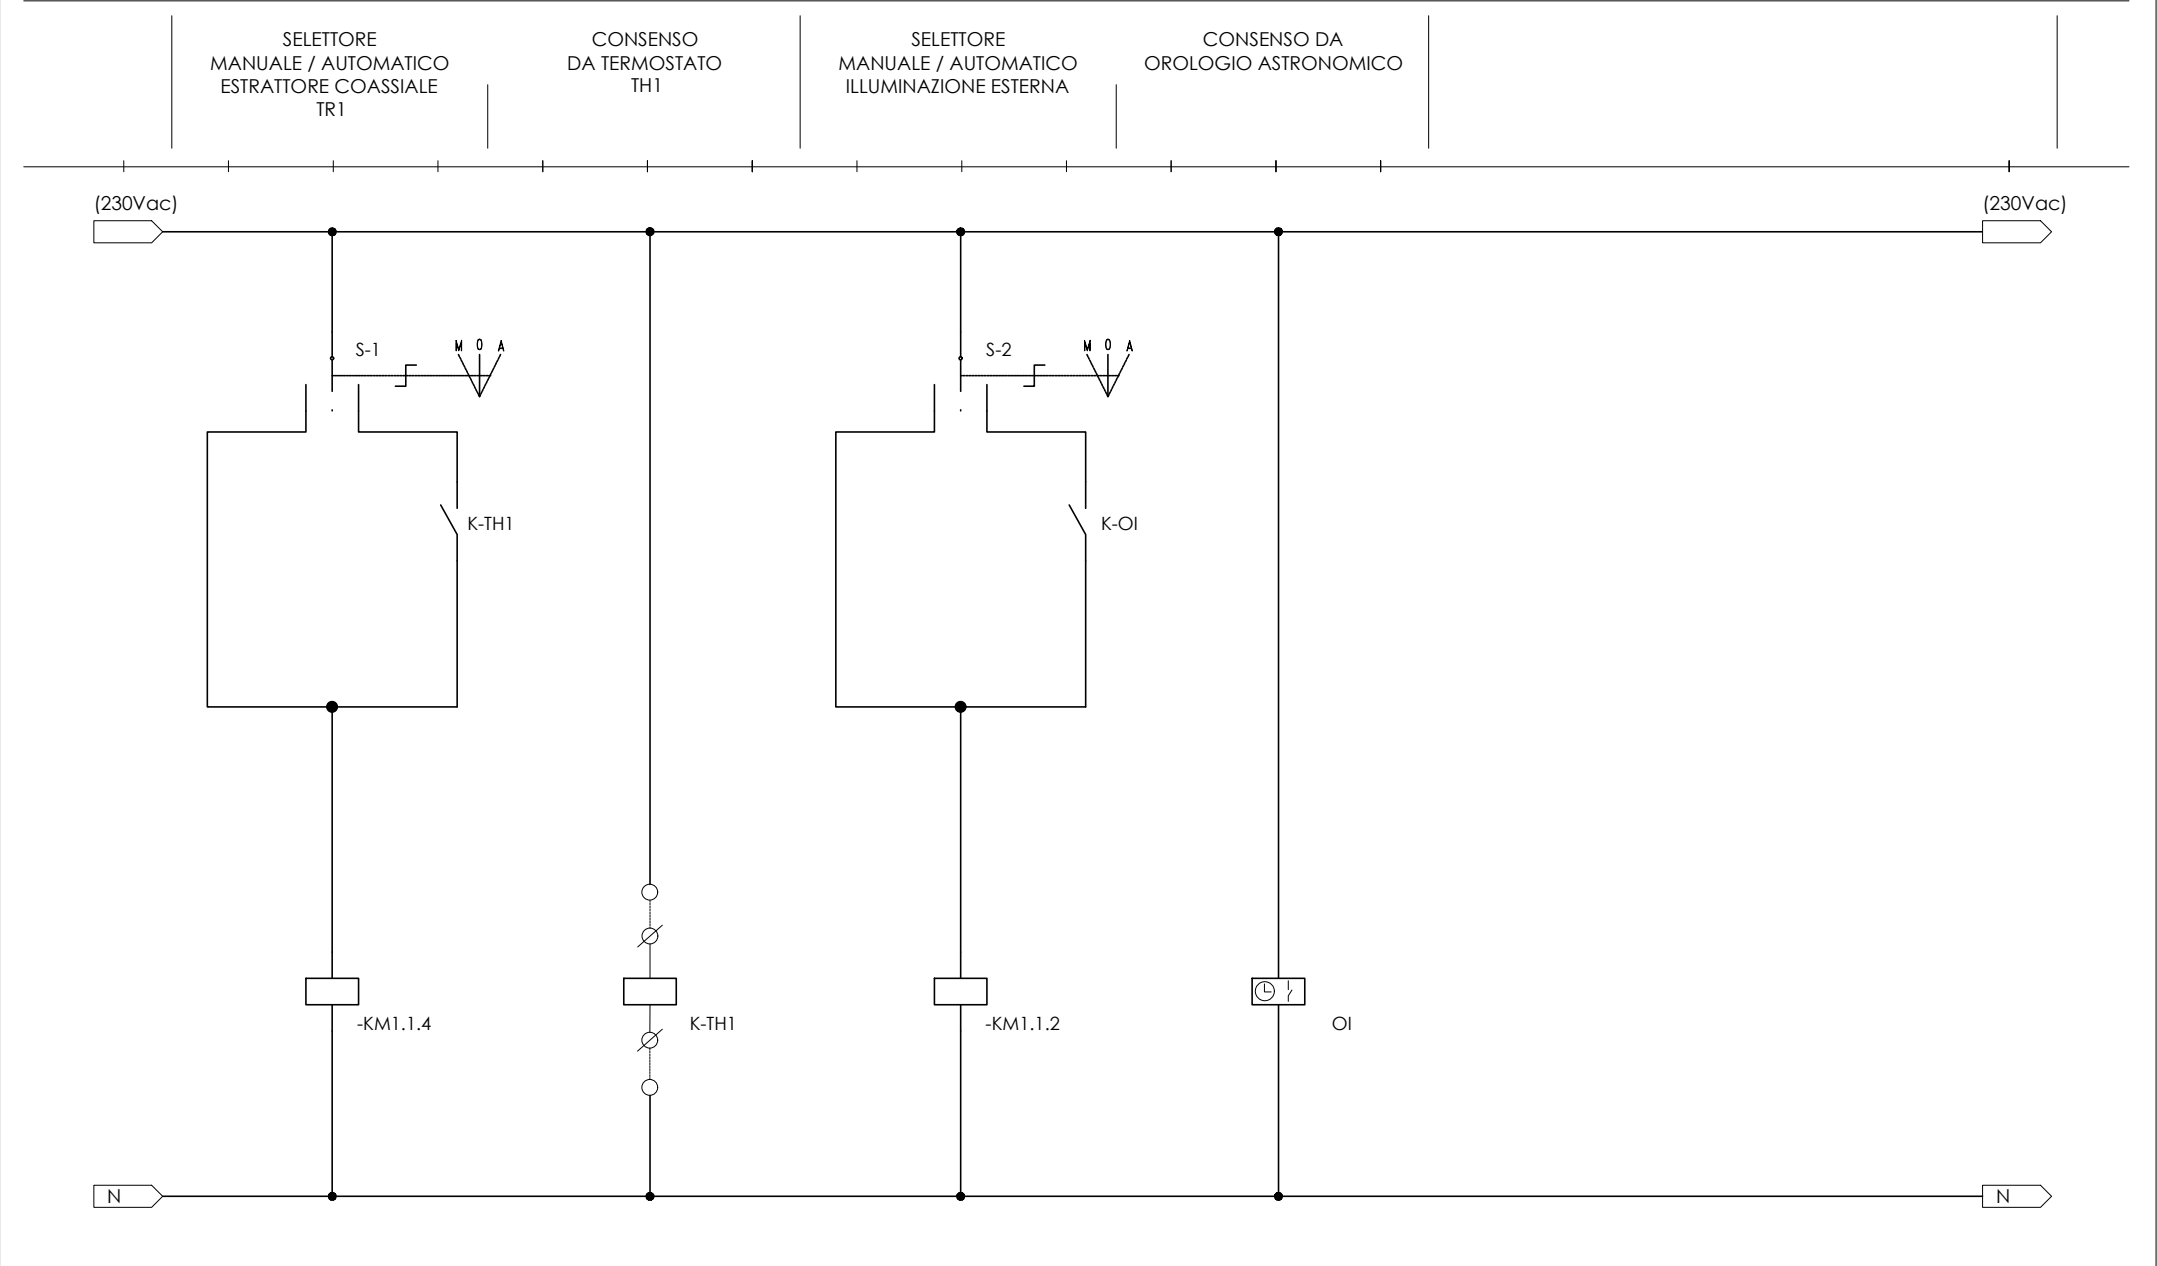 SELETTORE
MANUALE / AUTOMATICO
ESTRATTORE COASSIALE
TR1
CONSENSO
DA TERMOSTATO
TH1
SELETTORE
MANUALE / AUTOMATICO
ILLUMINAZIONE ESTERNA
CONSENSO DA
OROLOGIO ASTRONOMICO
(230Vac)
(230Vac)
S-1
M 0 A
S-2
M 0 A
K-TH1
K-OI
-KM1.1.4
K-TH1
-KM1.1.2
OI
N
N